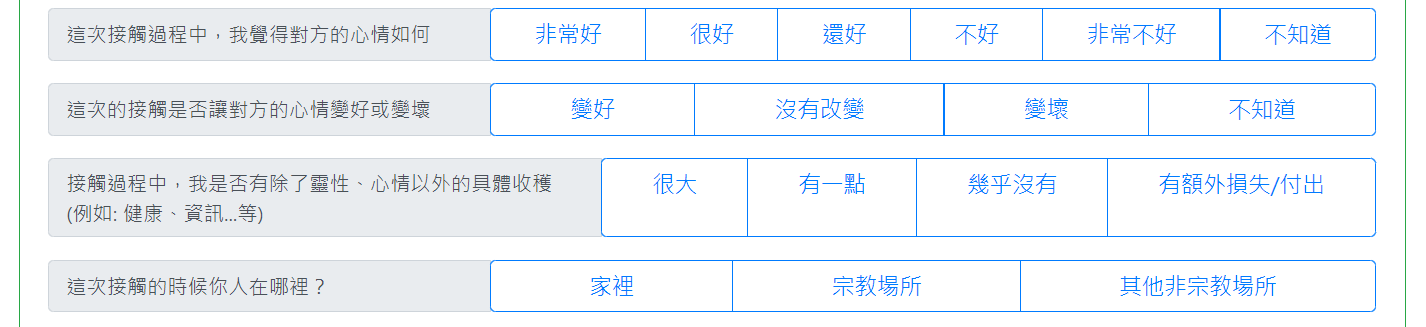 這次接觸過程中，我覺得對方的心情如何 非常好 很好 還好 不好 非常不好 不知道
這次的接觸是否讓對方的心情變好或變壞 變好 沒有改變 變壞 不知道
接觸過程中，我是否有除了靈性、心情以外的具體收穫 很大 有一點 幾乎沒有 有額外損失/付出
(例如: 健康、資訊...等)
這次接觸的時候你人在哪裡？ 家裡 宗教場所 其他非宗教場所